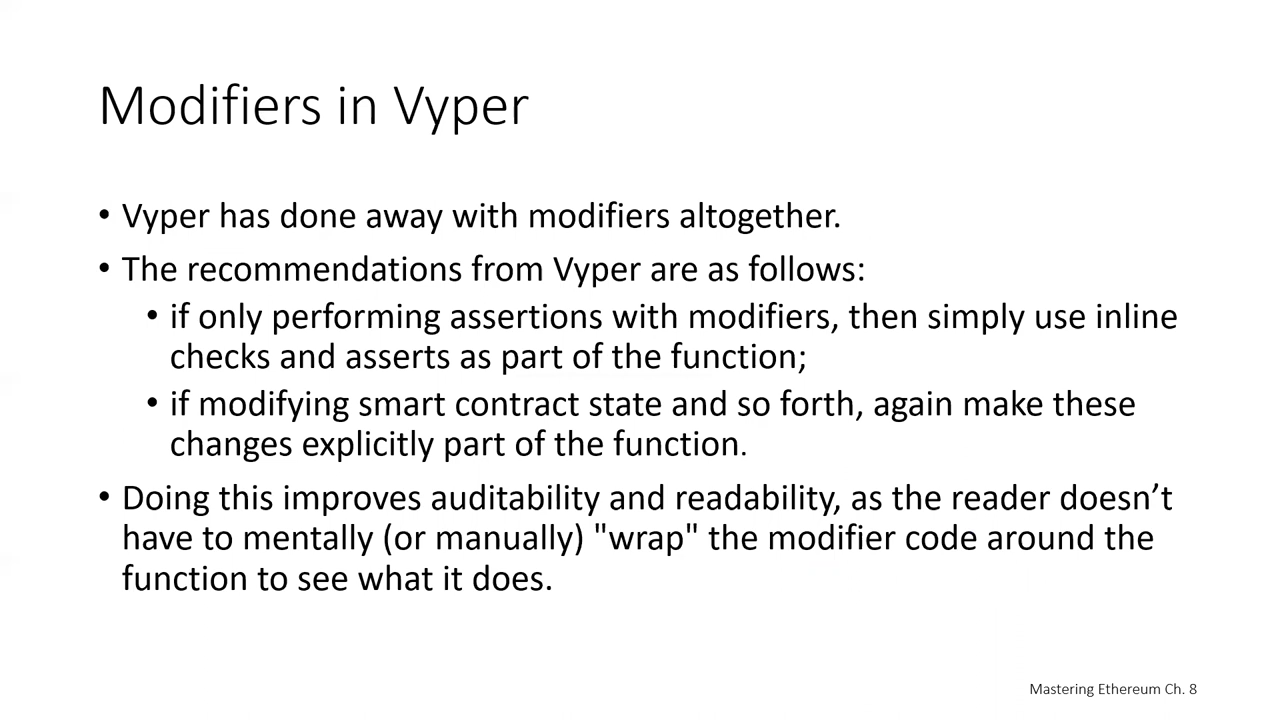 Modifiers in Vyper
• Vyper has done away with modifiers altogether.
• The recommendations from Vyper are as follows:
• if only performing assertions with modifiers, then simply use inline
checks and asserts as part of the function;
• if modifying smart contract state and so forth, again make these
changes explicitly part of the function.
• Doing this improves auditability and readability, as the reader doesn’t
have to mentally (or manually) "wrap" the modifier code around the
function to see what it does.
Mastering Ethereum Ch. 8